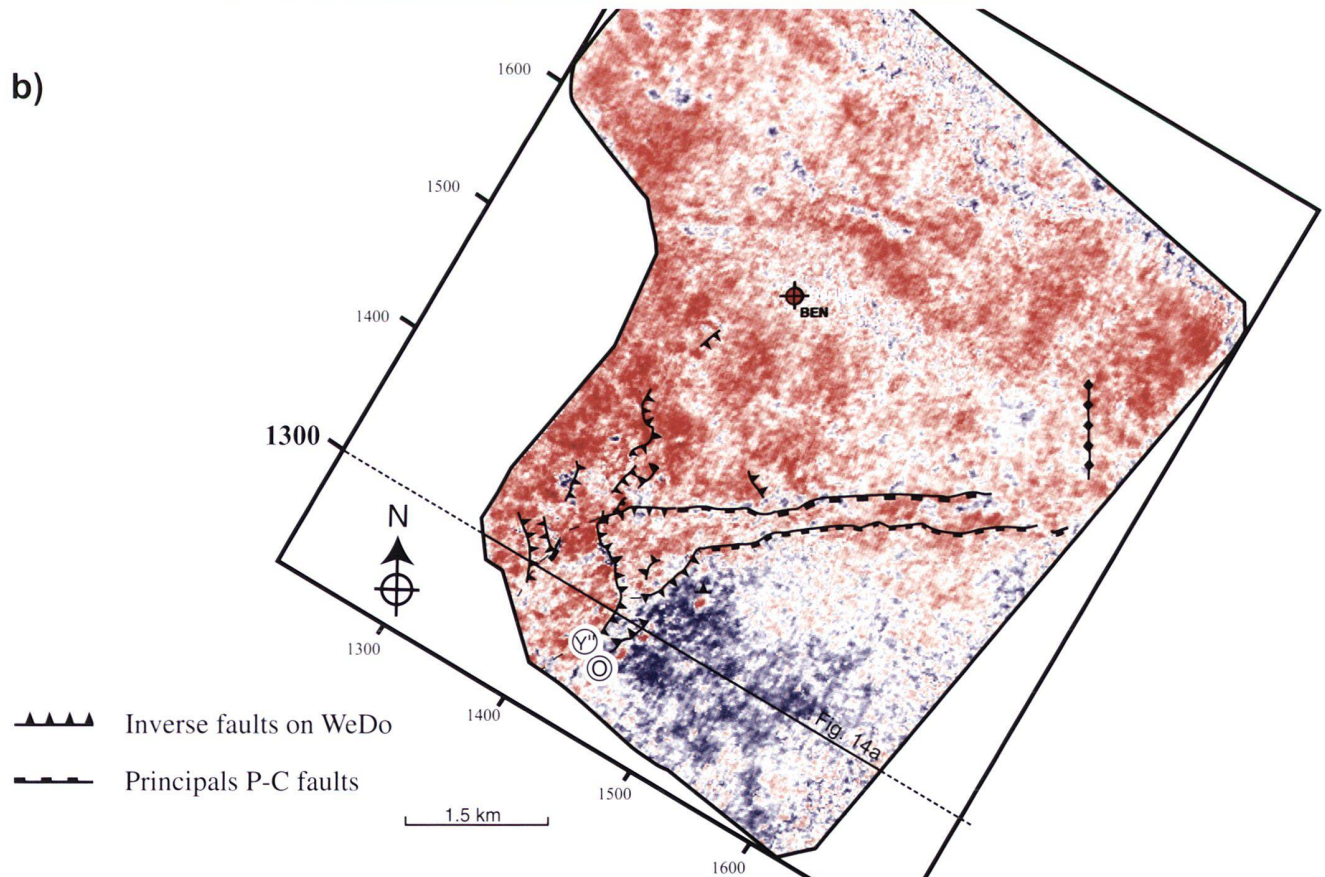 b)
1600
1500
1400
1300
BEN
N
Y"
O
1300
1400
1500
1600
Fig. 14a
Inverse faults on WeDo
Principals P-C faults
1.5 km